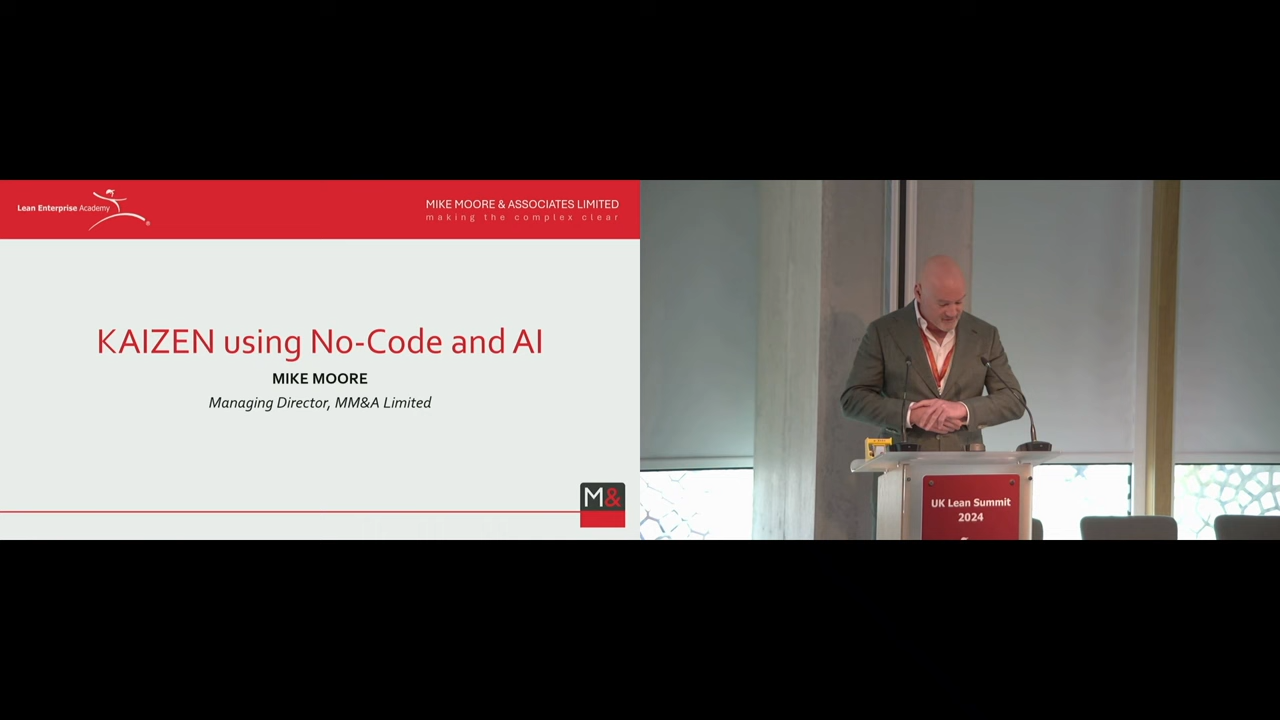 Lean Enterprise Academy
MIKE MOORE & ASSOCIATES LIMITED
making the complex clear
KAIZEN using No-Code and AI
MIKE MOORE
Managing Director, MM&A Limited
M&
UK Lean Summit
2024